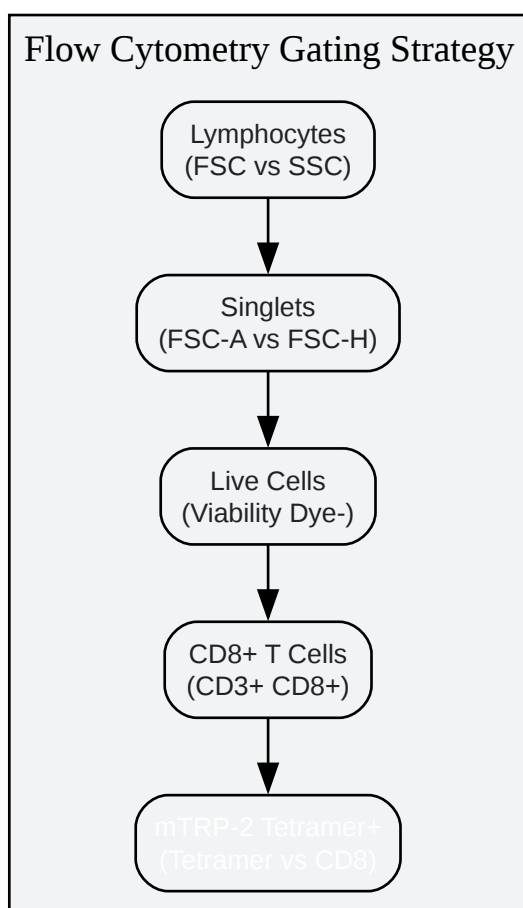 Flow Cytometry Gating Strategy
Lymphocytes
(FSC vs SSC)
Singlets
(FSC-A vs FSC-H)
Live Cells
(Viability Dye-)
CD8+ T Cells
(CD3+ CD8+)
mTRP-2 Tetramer+
(Tetramer vs CD8)